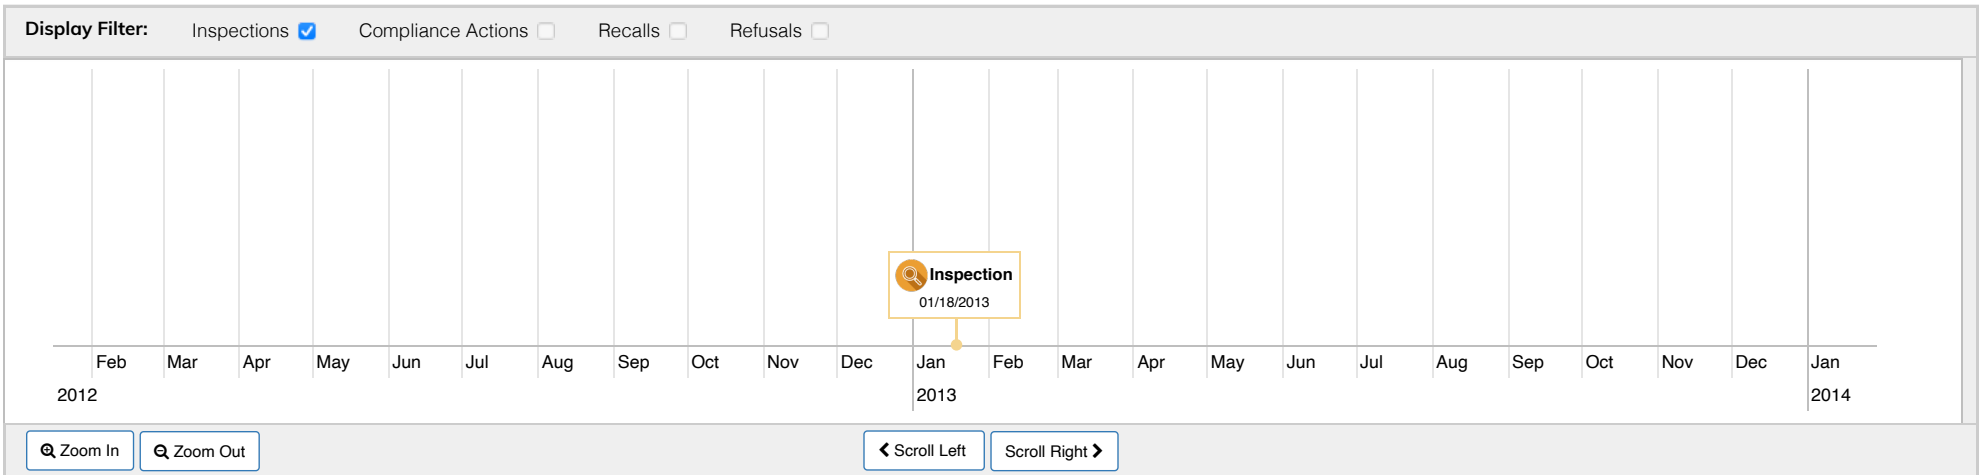 Display Filter: Inspections Compliance Actions Recalls Refusals
Inspection
01/18/2013
Feb Mar Apr May Jun Jul Aug Sep Oct Nov Dec Jan Feb Mar Apr May Jun Jul Aug Sep Oct Nov Dec Jan
2012 2013 2014
Zoom In Zoom Out Scroll Left Scroll Right